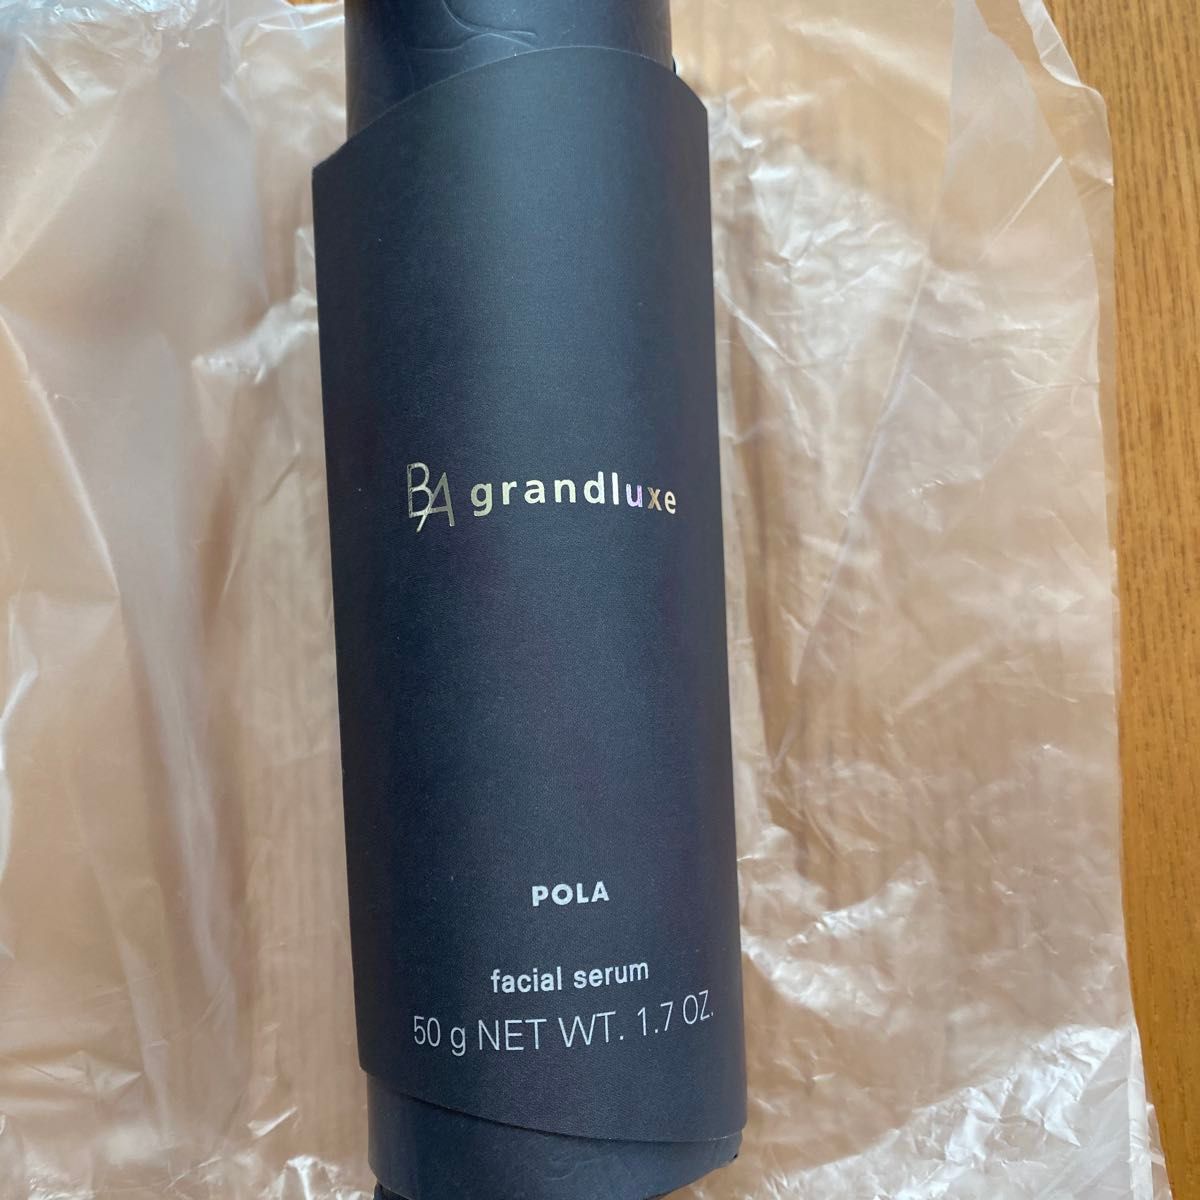 BA grandluxe
POLA
facial serum
50 g NET WT. 1.7 OZ.